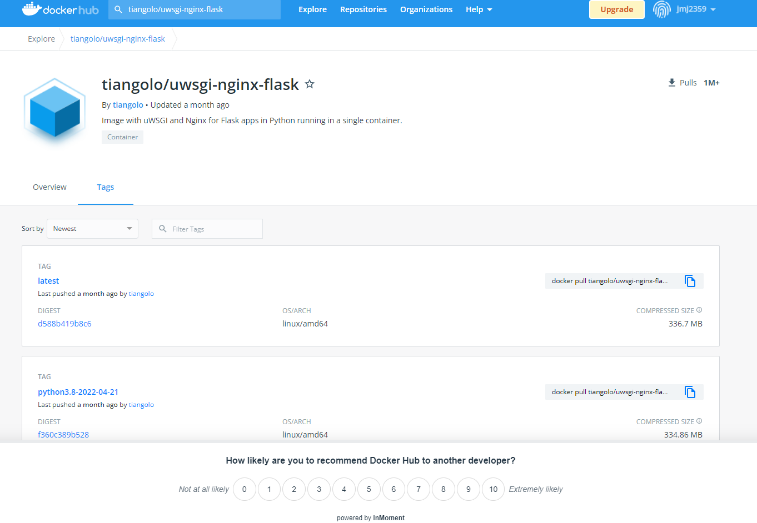 docker hub
tiangolo/uwsgi-nginx-flask
Explore Repositories Organizations Help
Upgrade
jmj2359
Explore tiangolo/uwsgi-nginx-flask
tiangolo/uwsgi-nginx-flask
Pulls 1M+
By tiangolo • Updated a month ago
Image with uWSGI and Nginx for Flask apps in Python running in a single container.
Container
Overview Tags
Sort by Newest Filter Tags
TAG
latest
docker pull tiangolo/uwsgi-nginx-fla...
Last pushed a month ago by tiangolo
DIGEST OS/ARCH COMPRESSED SIZE
d588b419b8c6 linux/amd64 336.7 MB
TAG
python3.8-2022-04-21
docker pull tiangolo/uwsgi-nginx-fla...
Last pushed a month ago by tiangolo
DIGEST OS/ARCH COMPRESSED SIZE
f360c389b528 linux/amd64 334.86 MB
How likely are you to recommend Docker Hub to another developer?
Not at all likely 0 1 2 3 4 5 6 7 8 9 10 Extremely likely
powered by InMoment